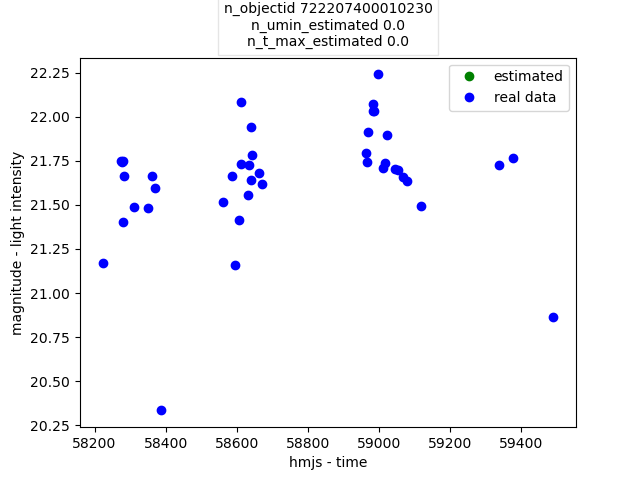 n_objectid 722207400010230
n_umin_estimated 0.0
n_t_max_estimated 0.0
estimated
real data
magnitude - light intensity
22.25
22.00
21.75
21.50
21.25
21.00
20.75
20.50
20.25
58200 58400 58600 58800 59000 59200 59400
hmjs - time